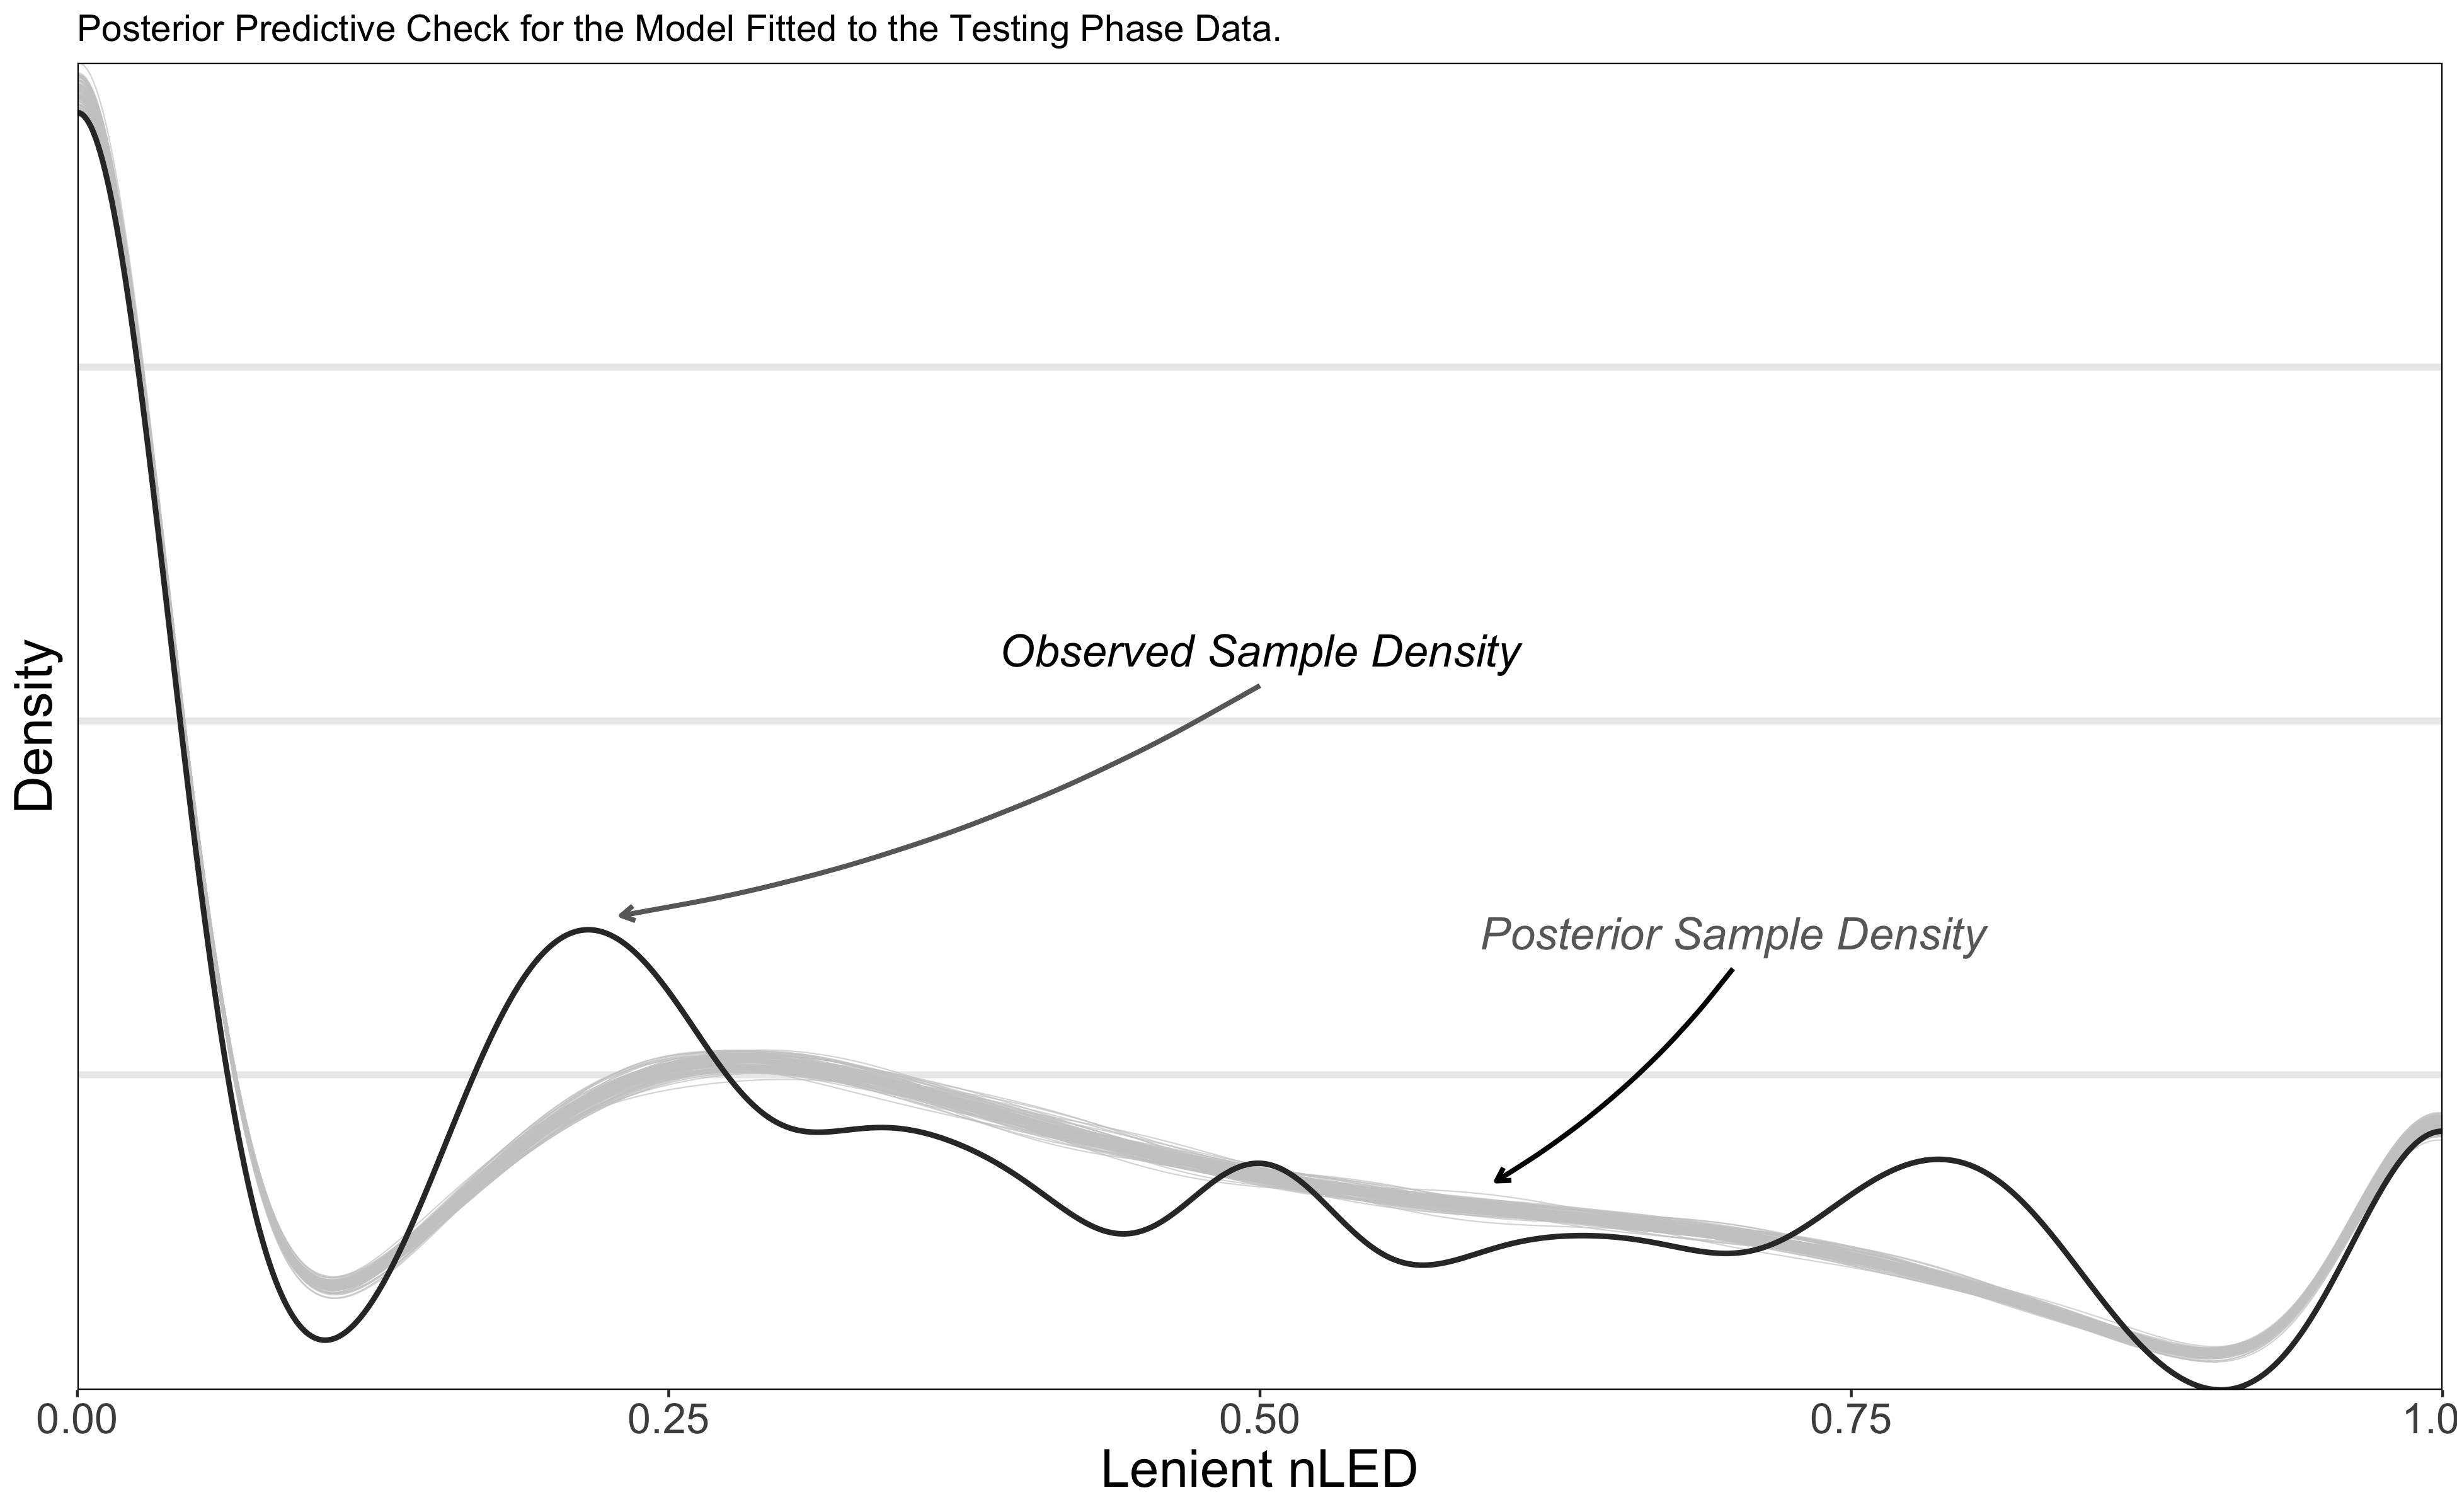 Posterior Predictive Check for the Model Fitted to the Testing Phase Data.
Density
Observed Sample Density
Posterior Sample Density
0.00 0.25 0.50 0.75 1.0
Lenient nLED